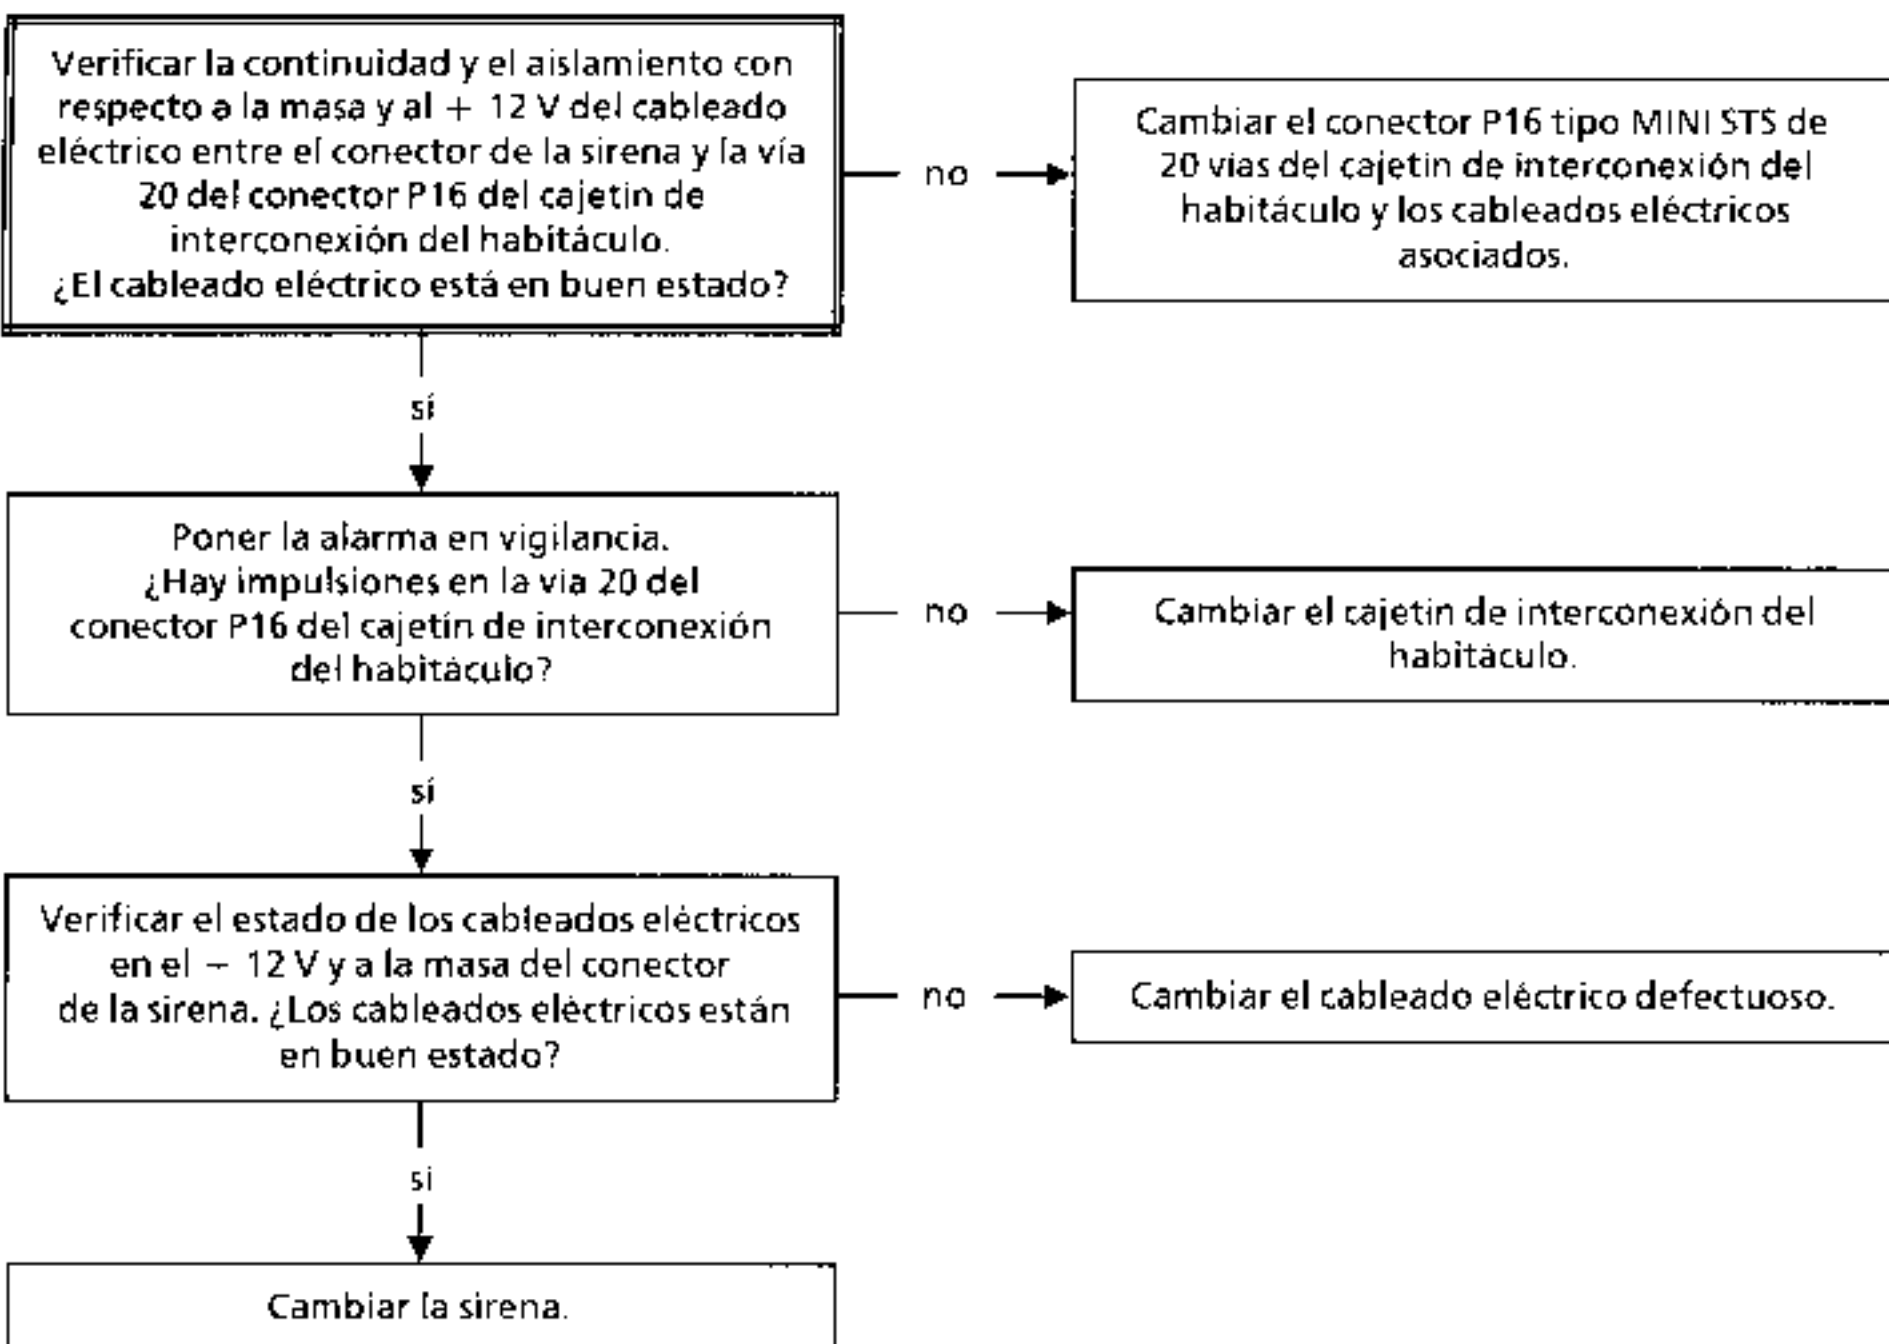 Verificar la continuidad y el aislamiento con
respecto a la masa y al + 12 V del cableado
eléctrico entre el conector de la sirena y la vía
20 del conector P16 del cajetin de
interconexión del habitáculo.
¿El cableado eléctrico está en buen estado?
no
Cambiar el conector P16 tipo MINI STS de
20 vias del cajetin de interconexión del
habitáculo y los cableados eléctricos
asociados.
sí
Poner la alarma en vigilancia.
¿Hay impulsiones en la via 20 del
conector P16 del cajetín de interconexión
del habitáculo?
no
Cambiar el cajetin de interconexión del
habitáculo.
sí
Verificar el estado de los cableados eléctricos
en el − 12 V y a la masa del conector
de la sirena. ¿Los cableados eléctricos están
en buen estado?
no
Cambiar el cableado eléctrico defectuoso.
si
Cambiar la sirena.